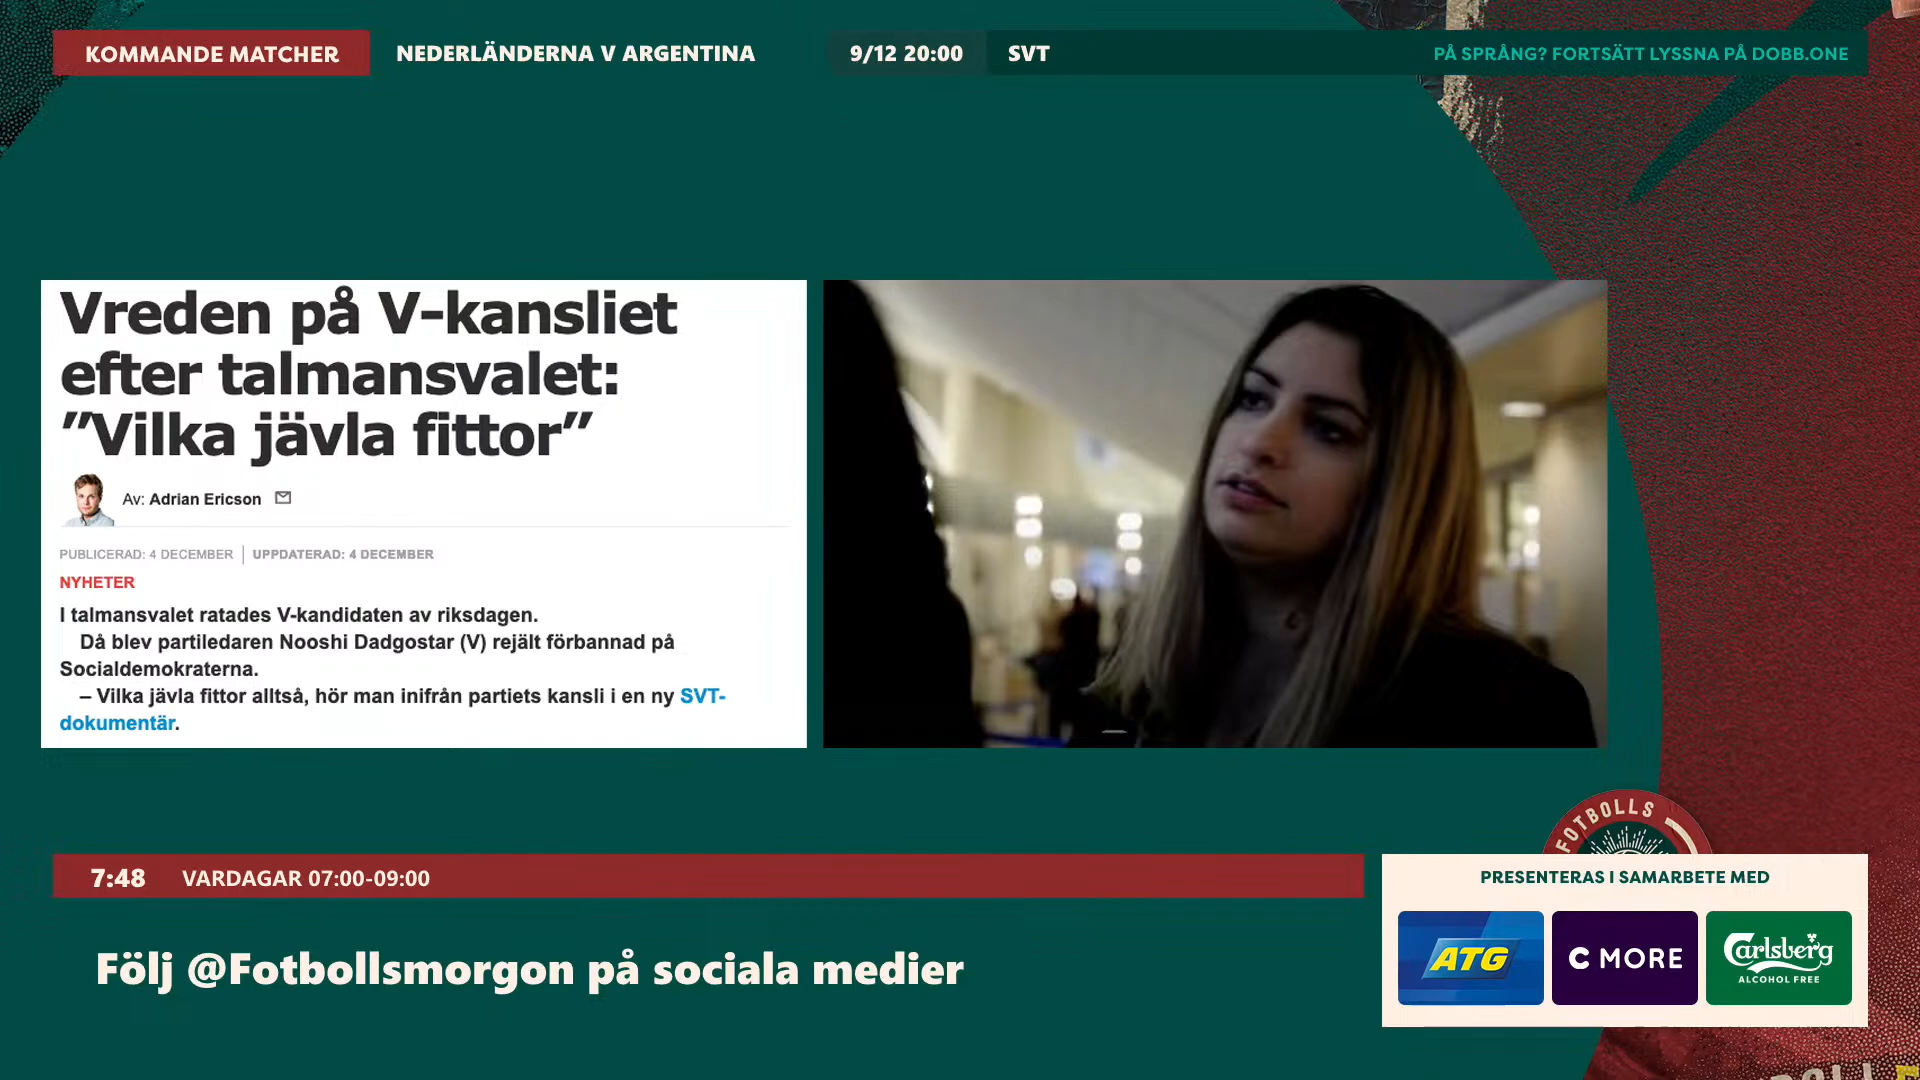 KOMMANDE MATCHER
NEDERLÄNDERNA V ARGENTINA
9/12 20:00
SVT
PÅ SPRÅNG? FORTSÄTT LYSSNA PÅ DOBB.ONE
Vreden på V-kansliet
efter talmansvalet:
”Vilka jävla fittor”
Av: Adrian Ericson
PUBLICERAD: 4 DECEMBER
UPPDATERAD: 4 DECEMBER
NYHETER
I talmansvalet ratades V-kandidaten av riksdagen.
Då blev partiledaren Nooshi Dadgostar (V) rejält förbannad på
Socialdemokraterna.
– Vilka jävla fittor alltså, hör man inifrån partiets kansli i en ny SVT-
dokumentär.
FOTBOLLS
7:48
VARDAGAR 07:00-09:00
PRESENTERAS I SAMARBETE MED
Följ @Fotbollsmorgon på sociala medier
ATG
C MORE
Carlsberg
ALCOHOL FREE